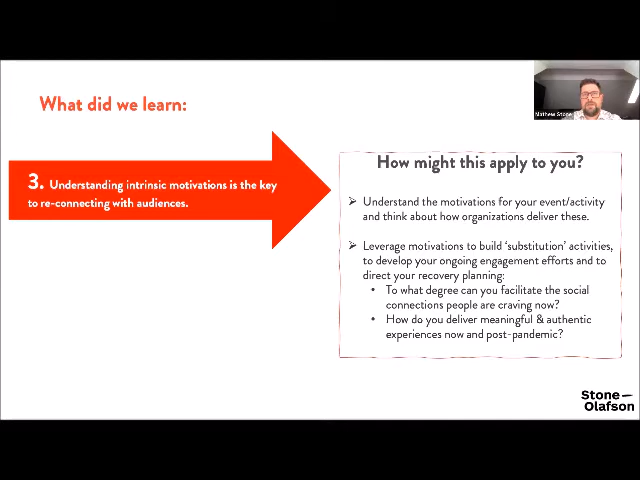 What did we learn:
Mathew Stone
3. Understanding intrinsic motivations is the key
to re-connecting with audiences.
How might this apply to you?
➢ Understand the motivations for your event/activity
and think about how organizations deliver these.
➢ Leverage motivations to build ‘substitution’ activities,
to develop your ongoing engagement efforts and to
direct your recovery planning:
• To what degree can you facilitate the social
connections people are craving now?
• How do you deliver meaningful & authentic
experiences now and post-pandemic?
Stone–
Olafson